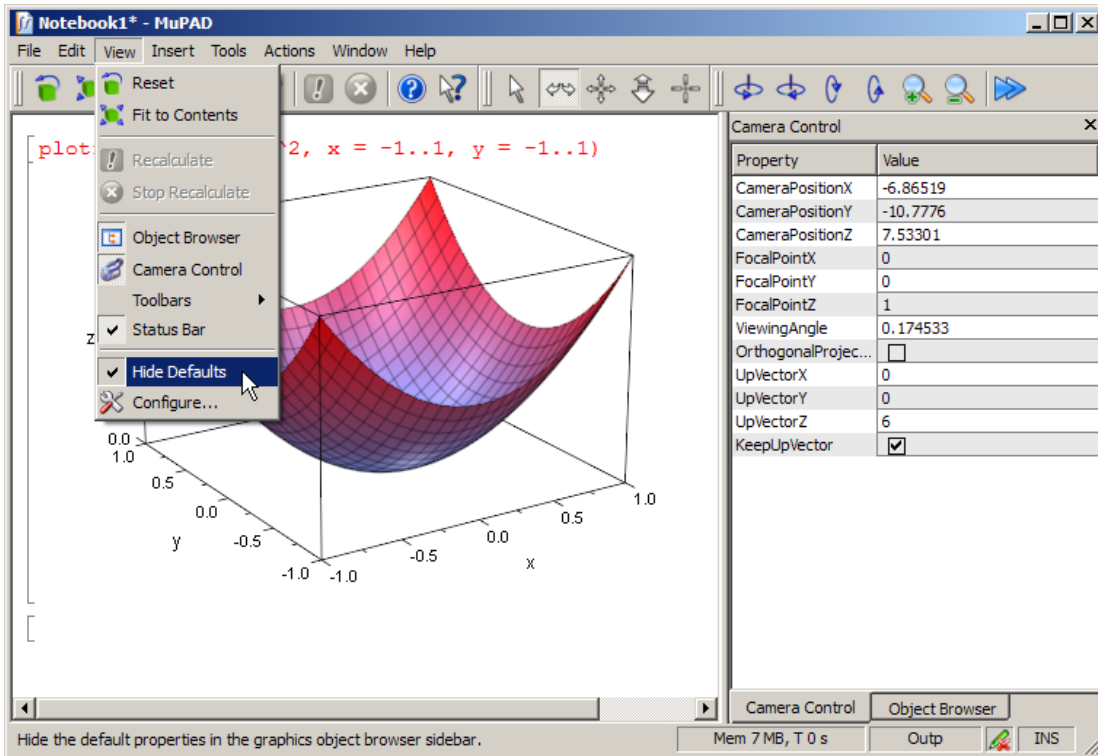 Notebook1* - MuPAD
File Edit View Insert Tools Actions Window Help
Reset
Fit to Contents
Recalculate
Stop Recalculate
Object Browser
Camera Control
Toolbars
Status Bar
Hide Defaults
Configure...
plot ^2, x = -1..1, y = -1..1)
z
0.0
1.0
0.5
0.0
y
-0.5
-1.0
-1.0
-0.5
0.0
x
0.5
1.0
Camera Control
Property Value
CameraPositionX -6.86519
CameraPositionY -10.7776
CameraPositionZ 7.53301
FocalPointX 0
FocalPointY 0
FocalPointZ 1
ViewingAngle 0.174533
OrthogonalProjec...
UpVectorX 0
UpVectorY 0
UpVectorZ 6
KeepUpVector
Camera Control Object Browser
Hide the default properties in the graphics object browser sidebar. Mem 7 MB, T 0 s Outp INS